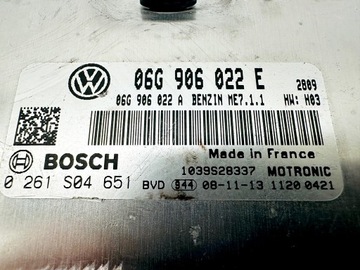 06G 906 022 E
2809
06G 906 022 A BENZIN ME7.1.1 HW: H03
BOSCH
Made in France
1039S28337 MOTRONIC
0 261 S04 651 BVD 944 08-11-13 1120 0421